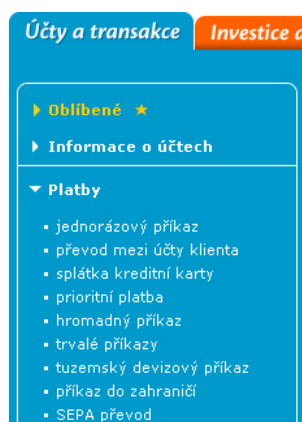 Účty a transakce
Investice a
Oblíbené
Informace o účtech
Platby
jednorázový příkaz
převod mezi účty klienta
splátka kreditní karty
prioritní platba
hromadný příkaz
trvalé příkazy
tuzemský devizový příkaz
příkaz do zahraničí
SEPA převod